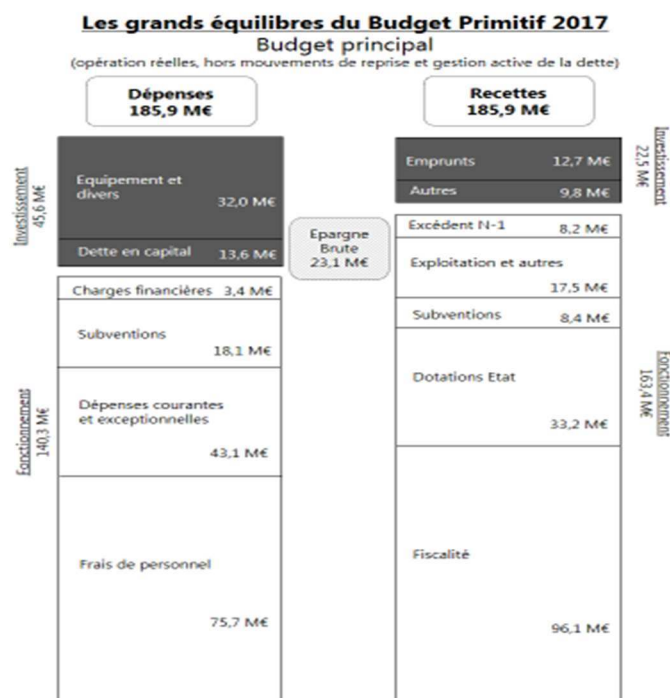 Les grands équilibres du Budget Primitif 2017
Budget principal
(opération réelles, hors mouvements de reprise et gestion active de la dette)
Dépenses
185,9 M€
Recettes
185,9 M€
Investissement
45,6 M€
Equipement et
divers
32,0 M€
Dette en capital 13,6 M€
Fonctionnement
140,3 M€
Charges financières 3,4 M€
Subventions
18,1 M€
Dépenses courantes
et exceptionnelles
43,1 M€
Frais de personnel
75,7 M€
Epargne
Brute
23,1 M€
Emprunts 12,7 M€
Autres 9,8 M€
Investissement
22,5 M€
Excédent N-1 8,2 M€
Exploitation et autres
17,5 M€
Subventions 8,4 M€
Dotations Etat
33,2 M€
Fiscalité
96,1 M€
Fonctionnement
163,4 M€